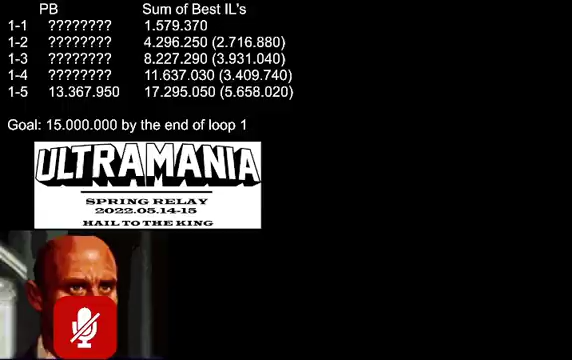 PB Sum of Best IL's
1-1 ???????? 1.579.370
1-2 ???????? 4.296.250 (2.716.880)
1-3 ???????? 8.227.290 (3.931.040)
1-4 ???????? 11.637.030 (3.409.740)
1-5 13.367.950 17.295.050 (5.658.020)
Goal: 15.000.000 by the end of loop 1
ULTRAMANIA
SPRING RELAY
2022.05.14-15
HAIL TO THE KING